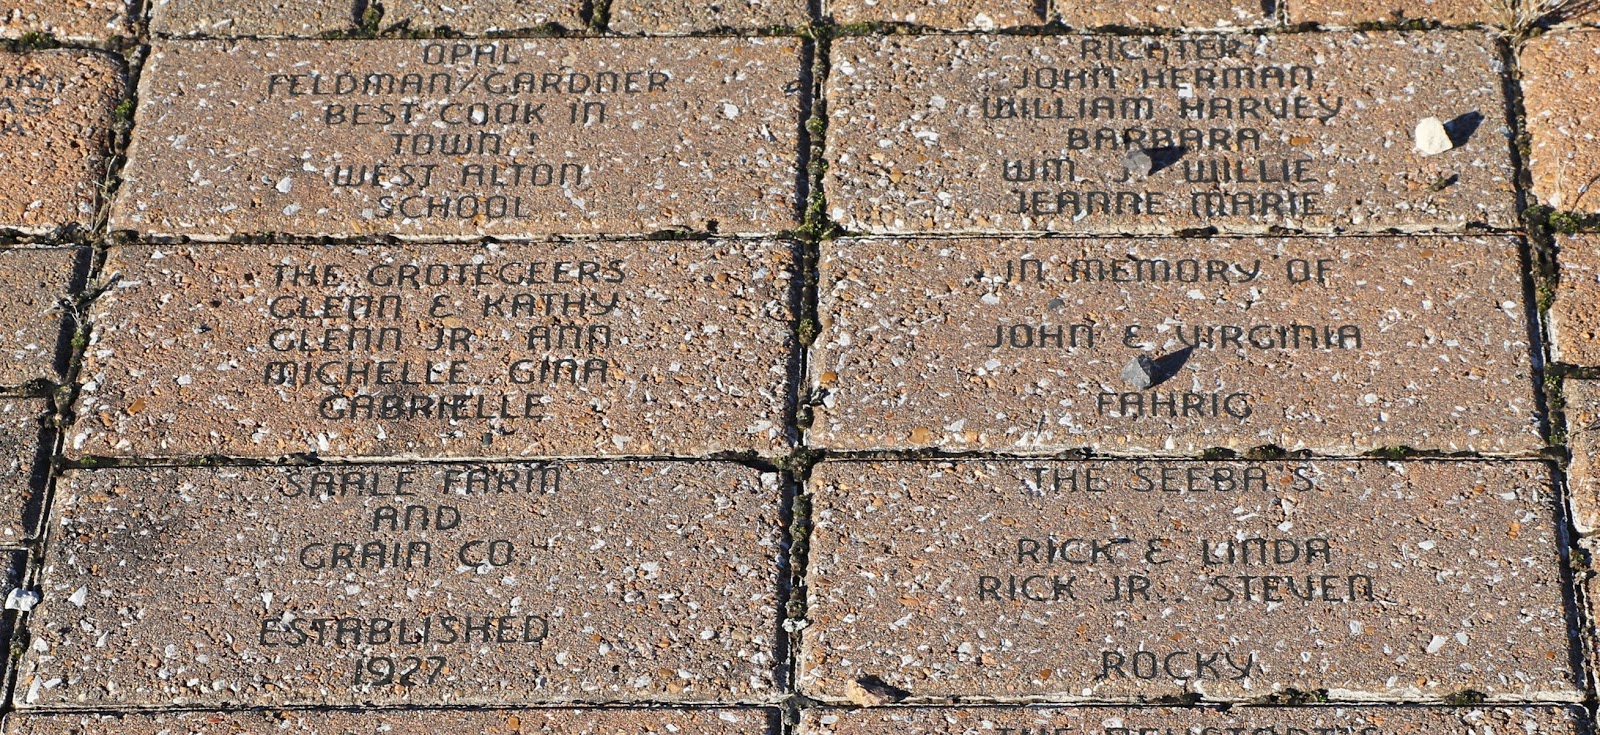 OPAL
FELDMAN/GARDNER
BEST COOK IN
TOWN !
WEST ALTON
SCHOOL
RICHTER:
JOHN HERMAN
WILLIAM HARVEY
BARBARA
WM. J. WILLIE
JEANNE MARIE
THE GROTEGEERS
GLENN & KATHY
GLENN JR., ANN
MICHELLE, GINA
GABRIELLE
IN MEMORY OF
JOHN & VIRGINIA
FAHRIG
SAALE FARM
AND
GRAIN CO.
ESTABLISHED
1927
THE SEEBA'S
RICK & LINDA
RICK JR., STEVEN
ROCKY